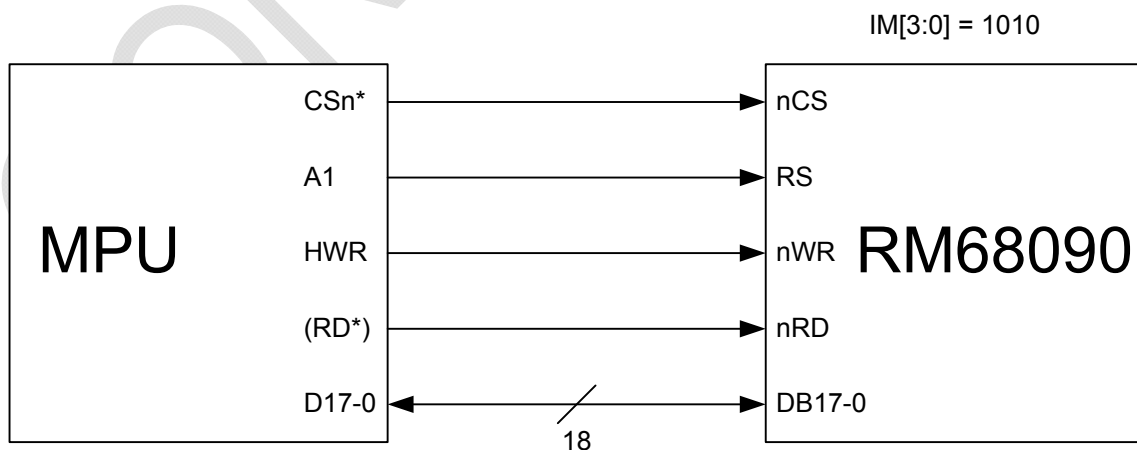 IM[3:0] = 1010
CSn* nCS
A1 RS
MPU HWR nWR RM68090
(RD*) nRD
D17-0 DB17-0
18